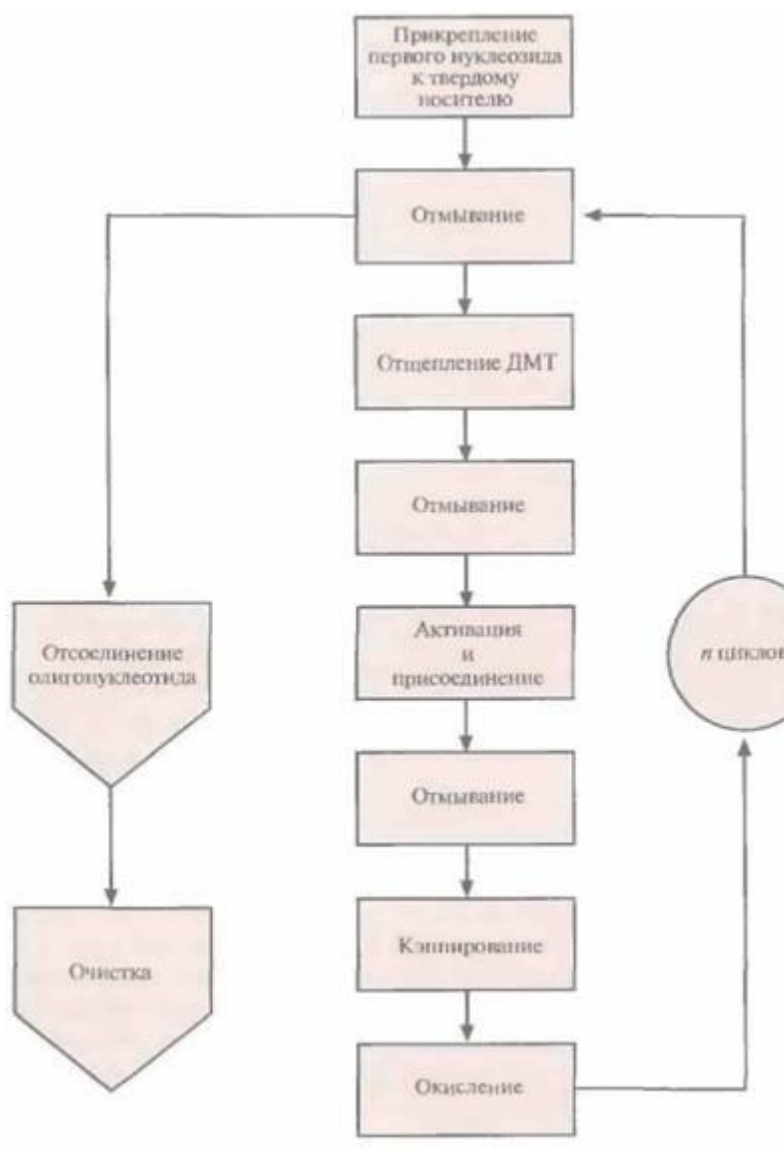 Прикрепление
первого нуклеозида
к твердому
носителю
Отмывание
Отщепление ДМТ
Отмывание
Активация
и
присоединение
Отмывание
Кэппирование
Окисление
n циклов
Отсоединение
олигонуклеотида
Очистка